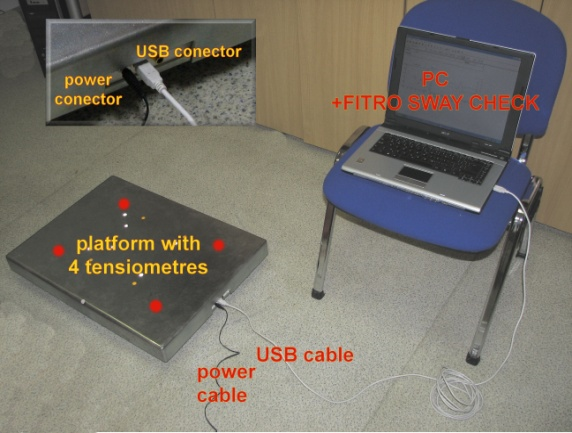 USB conector
power
conector
PC
+FITRO SWAY CHECK
platform with
4 tensiometres
USB cable
power
cable